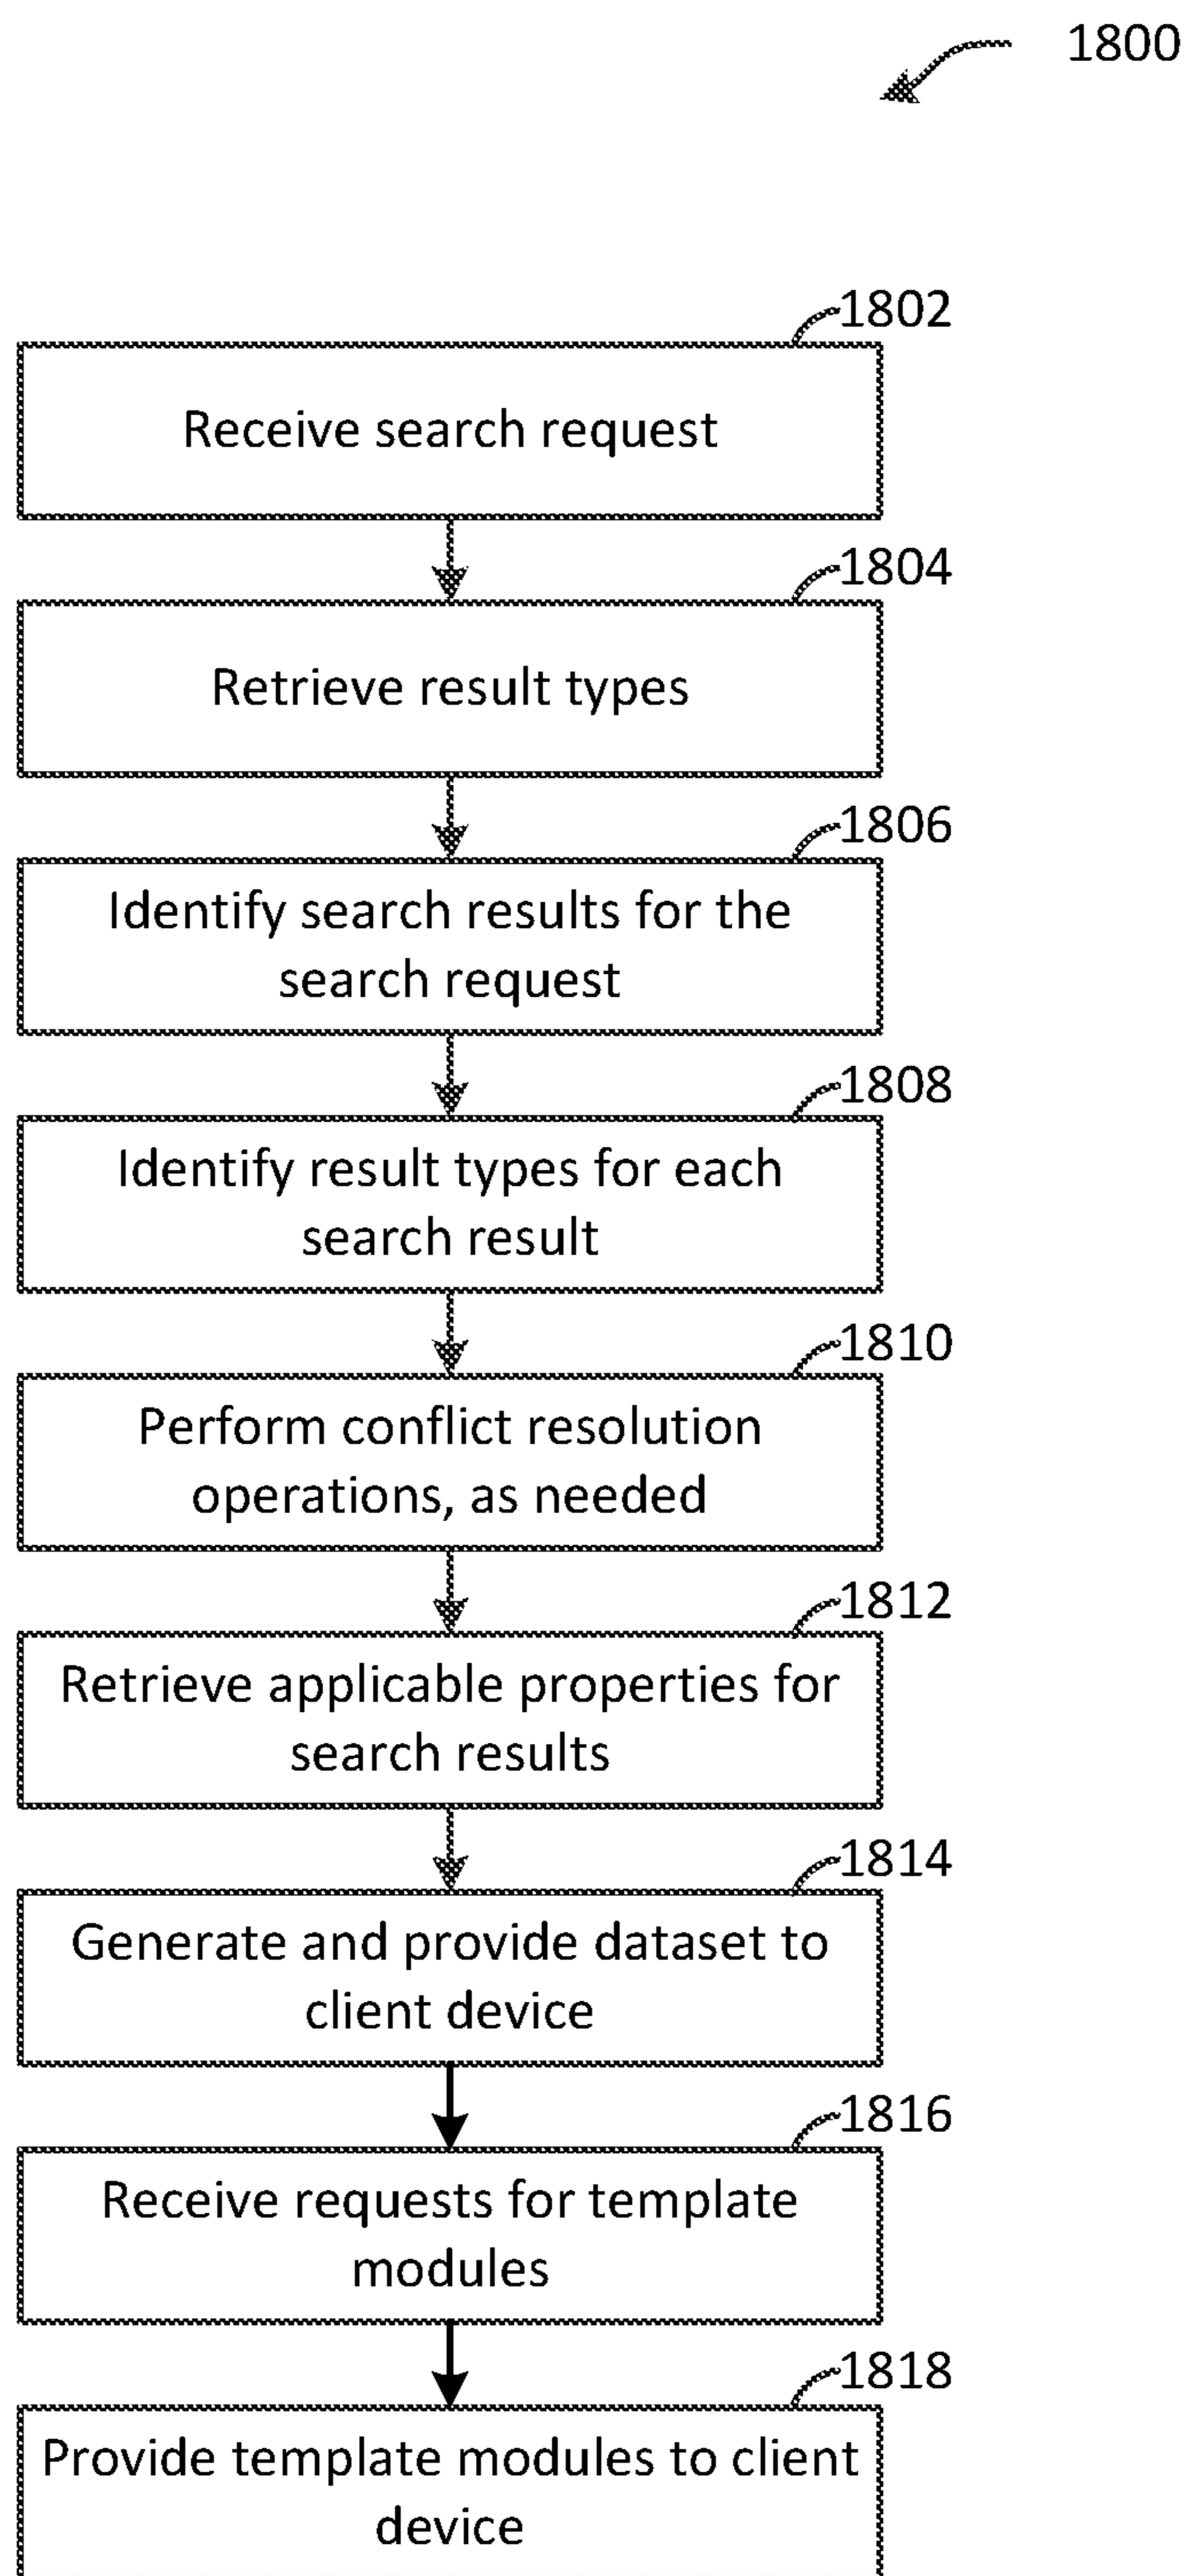 1800
1802
Receive search request
1804
Retrieve result types
1806
Identify search results for the
search request
1808
Identify result types for each
search result
1810
Perform conflict resolution
operations, as needed
1812
Retrieve applicable properties for
search results
1814
Generate and provide dataset to
client device
1816
Receive requests for template
modules
1818
Provide template modules to client
device